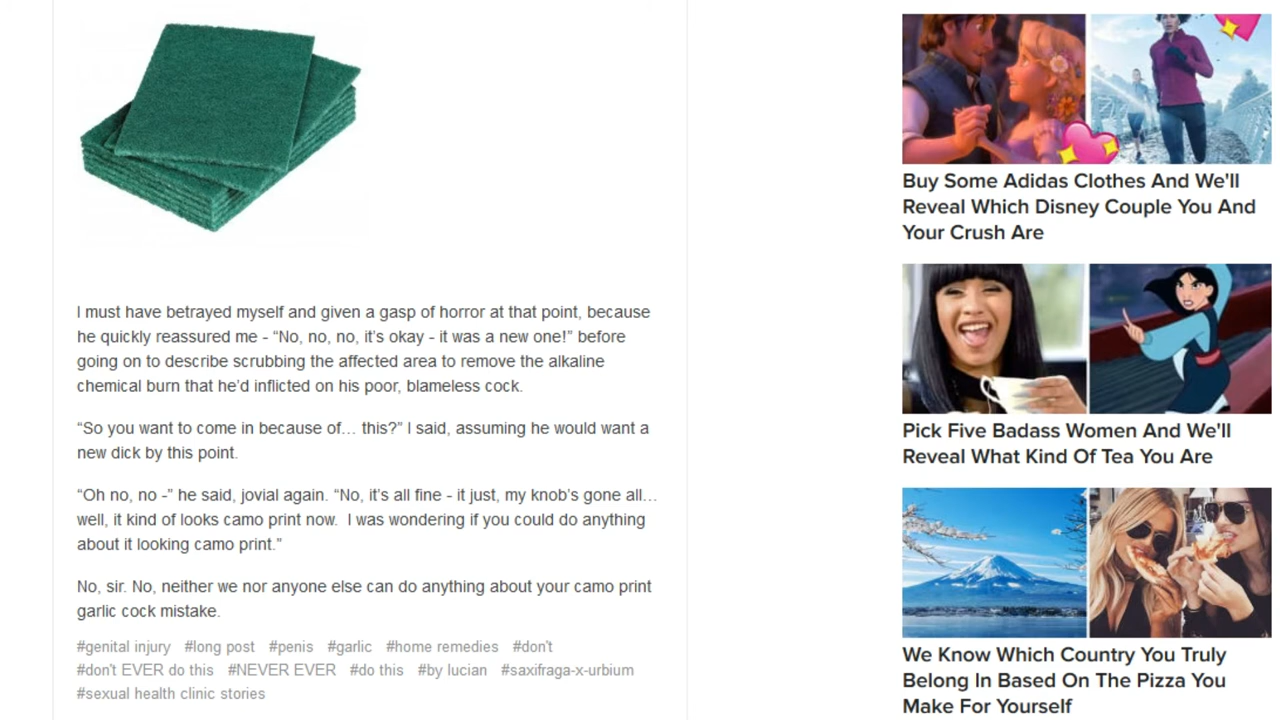 I must have betrayed myself and given a gasp of horror at that point, because
he quickly reassured me - “No, no, no, it’s okay - it was a new one!” before
going on to describe scrubbing the affected area to remove the alkaline
chemical burn that he’d inflicted on his poor, blameless cock.
“So you want to come in because of… this?” I said, assuming he would want a
new dick by this point.
“Oh no, no -” he said, jovial again. “No, it’s all fine - it just, my knob’s gone all…
well, it kind of looks camo print now.  I was wondering if you could do anything
about it looking camo print.”
No, sir. No, neither we nor anyone else can do anything about your camo print
garlic cock mistake.
#genital injury #long post #penis #garlic #home remedies #don't
#don't EVER do this #NEVER EVER #do this #by lucian #saxifraga-x-urbium
#sexual health clinic stories
Buy Some Adidas Clothes And We'll
Reveal Which Disney Couple You And
Your Crush Are
Pick Five Badass Women And We'll
Reveal What Kind Of Tea You Are
We Know Which Country You Truly
Belong In Based On The Pizza You
Make For Yourself